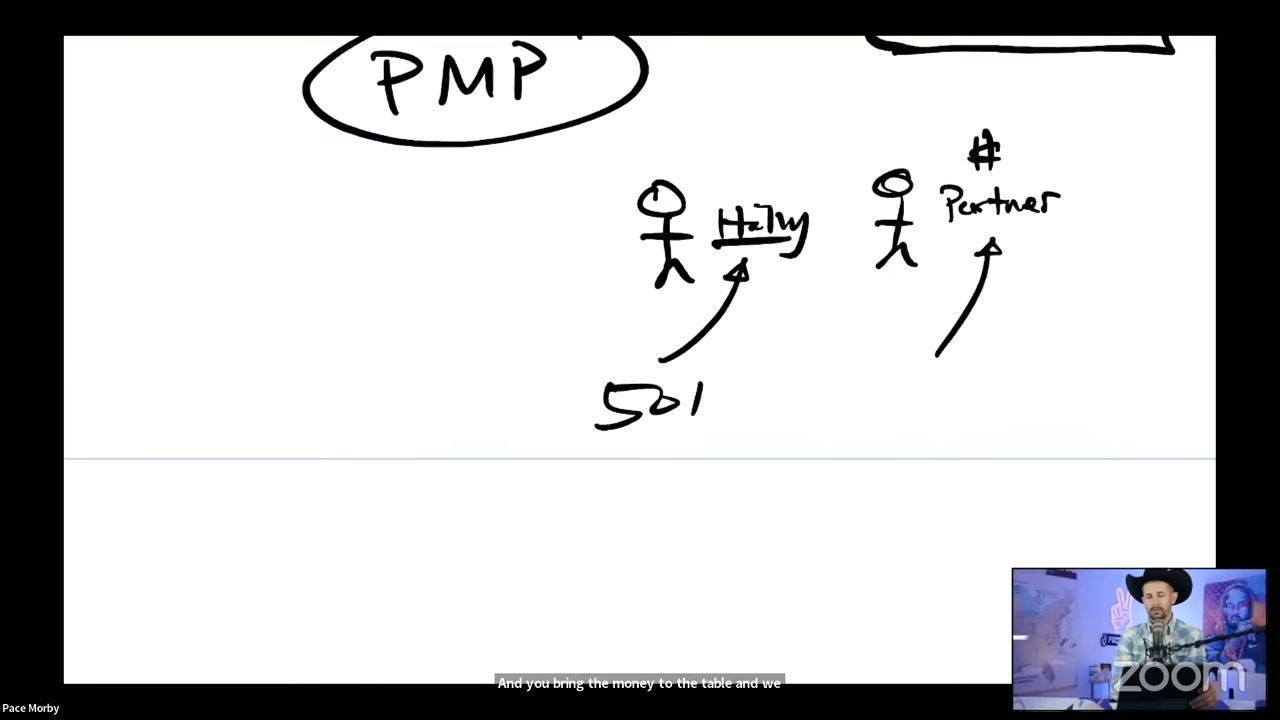 PMP
#
Partner
501
zoom
And you bring the money to the table and we
Pace Morby